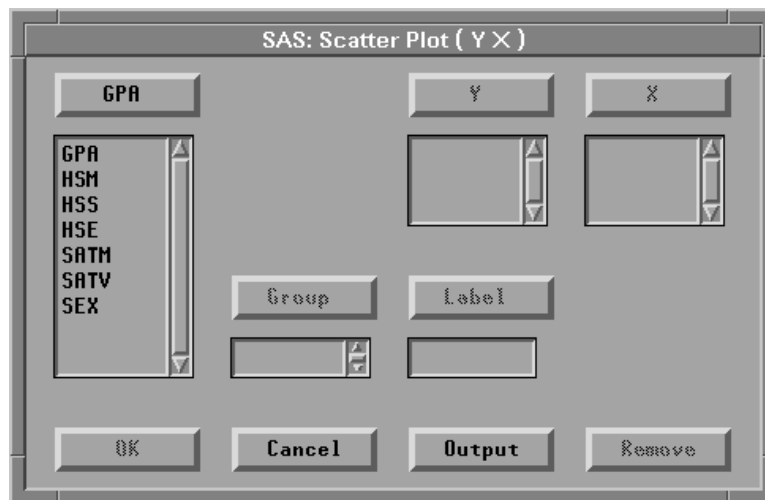 SAS: Scatter Plot ( Y X )
GPA
Y
X
GPA
HSM
HSS
HSE
SATM
SATV
SEX
Group
Label
OK
Cancel
Output
Remove